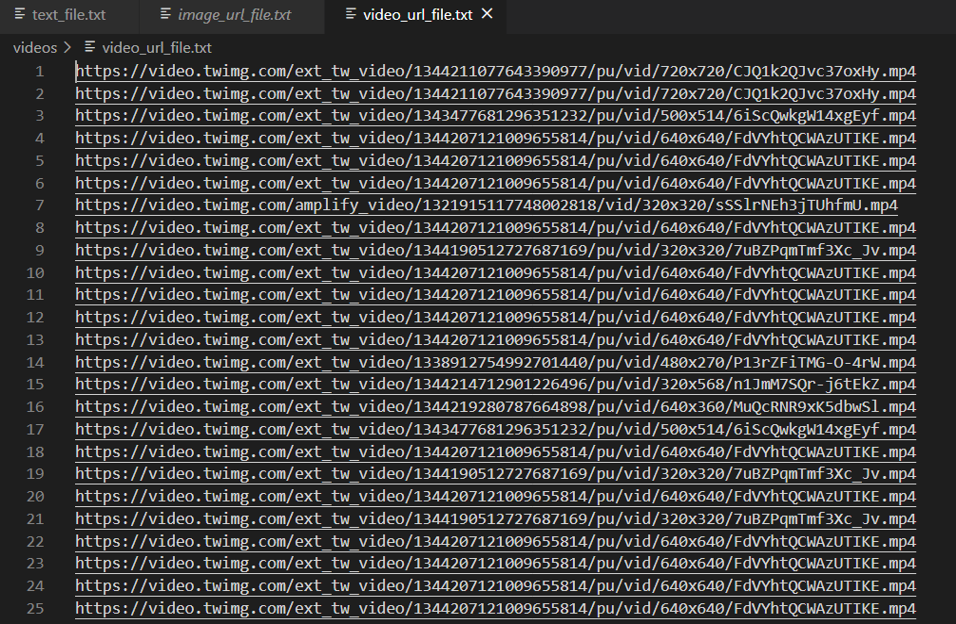 text_file.txt image_url_file.txt video_url_file.txt
videos > video_url_file.txt
1 https://video.twimg.com/ext_tw_video/1344211077643390977/pu/vid/720x720/CJQ1k2QJvc37oxHy.mp4
2 https://video.twimg.com/ext_tw_video/1344211077643390977/pu/vid/720x720/CJQ1k2QJvc37oxHy.mp4
3 https://video.twimg.com/ext_tw_video/1343477681296351232/pu/vid/500x514/6iScQwkgW14xgEyf.mp4
4 https://video.twimg.com/ext_tw_video/1344207121009655814/pu/vid/640x640/FdVYhtQCWAzUTIKE.mp4
5 https://video.twimg.com/ext_tw_video/1344207121009655814/pu/vid/640x640/FdVYhtQCWAzUTIKE.mp4
6 https://video.twimg.com/ext_tw_video/1344207121009655814/pu/vid/640x640/FdVYhtQCWAzUTIKE.mp4
7 https://video.twimg.com/amplify_video/1321915117748002818/vid/320x320/sSSlrNEh3jTUhfmU.mp4
8 https://video.twimg.com/ext_tw_video/1344207121009655814/pu/vid/640x640/FdVYhtQCWAzUTIKE.mp4
9 https://video.twimg.com/ext_tw_video/1344190512727687169/pu/vid/320x320/7uBZPqmTmf3Xc_Jv.mp4
10 https://video.twimg.com/ext_tw_video/1344207121009655814/pu/vid/640x640/FdVYhtQCWAzUTIKE.mp4
11 https://video.twimg.com/ext_tw_video/1344207121009655814/pu/vid/640x640/FdVYhtQCWAzUTIKE.mp4
12 https://video.twimg.com/ext_tw_video/1344207121009655814/pu/vid/640x640/FdVYhtQCWAzUTIKE.mp4
13 https://video.twimg.com/ext_tw_video/1344207121009655814/pu/vid/640x640/FdVYhtQCWAzUTIKE.mp4
14 https://video.twimg.com/ext_tw_video/1338912754992701440/pu/vid/480x270/P13rZFiTMG-O-4rW.mp4
15 https://video.twimg.com/ext_tw_video/1344214712901226496/pu/vid/320x568/n1JmM7SQr-j6tEkZ.mp4
16 https://video.twimg.com/ext_tw_video/1344219280787664898/pu/vid/640x360/MuQcRNR9xK5dbwSl.mp4
17 https://video.twimg.com/ext_tw_video/1343477681296351232/pu/vid/500x514/6iScQwkgW14xgEyf.mp4
18 https://video.twimg.com/ext_tw_video/1344207121009655814/pu/vid/640x640/FdVYhtQCWAzUTIKE.mp4
19 https://video.twimg.com/ext_tw_video/1344190512727687169/pu/vid/320x320/7uBZPqmTmf3Xc_Jv.mp4
20 https://video.twimg.com/ext_tw_video/1344207121009655814/pu/vid/640x640/FdVYhtQCWAzUTIKE.mp4
21 https://video.twimg.com/ext_tw_video/1344190512727687169/pu/vid/320x320/7uBZPqmTmf3Xc_Jv.mp4
22 https://video.twimg.com/ext_tw_video/1344207121009655814/pu/vid/640x640/FdVYhtQCWAzUTIKE.mp4
23 https://video.twimg.com/ext_tw_video/1344207121009655814/pu/vid/640x640/FdVYhtQCWAzUTIKE.mp4
24 https://video.twimg.com/ext_tw_video/1344207121009655814/pu/vid/640x640/FdVYhtQCWAzUTIKE.mp4
25 https://video.twimg.com/ext_tw_video/1344207121009655814/pu/vid/640x640/FdVYhtQCWAzUTIKE.mp4